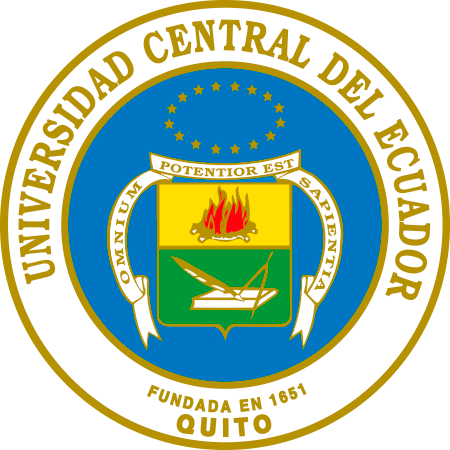 UNIVERSIDAD CENTRAL DEL ECUADOR
OMNIUM POTENTIOR EST SAPIENTIA
FUNDADA EN 1651
QUITO